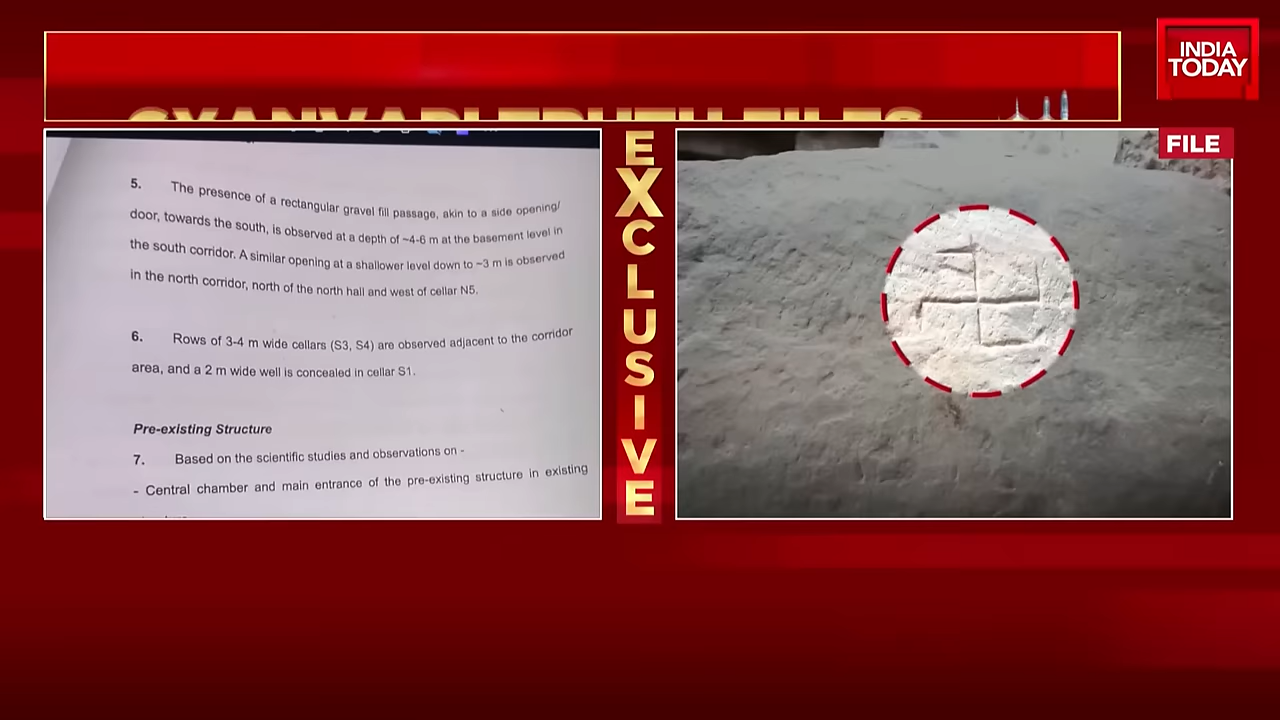 INDIA
TODAY
GYANVAPI TRUTH FILES
EXCLUSIVE
FILE
5. The presence of a rectangular gravel fill passage, akin to a side opening/
door, towards the south, is observed at a depth of ~4-6 m at the basement level in
the south corridor. A similar opening at a shallower level down to ~3 m is observed
in the north corridor, north of the north hall and west of cellar N5.
6. Rows of 3-4 m wide cellars (S3, S4) are observed adjacent to the corridor
area, and a 2 m wide well is concealed in cellar S1.
Pre-existing Structure
7. Based on the scientific studies and observations on -
- Central chamber and main entrance of the pre-existing structure in existing